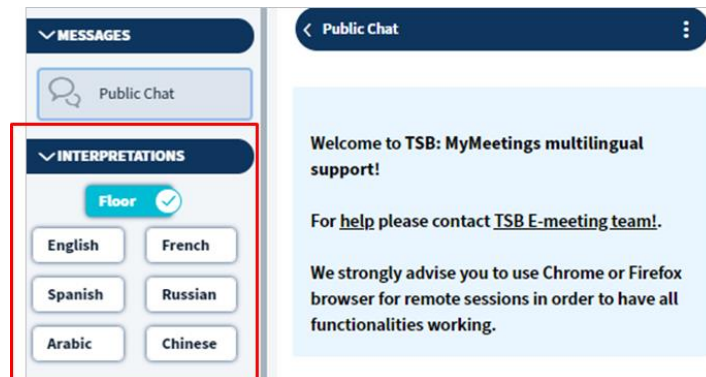 MESSAGES
Public Chat
INTERPRETATIONS
Floor
English
French
Spanish
Russian
Arabic
Chinese
Public Chat
Welcome to TSB: MyMeetings multilingual
support!
For help please contact TSB E-meeting team!.
We strongly advise you to use Chrome or Firefox
browser for remote sessions in order to have all
functionalities working.